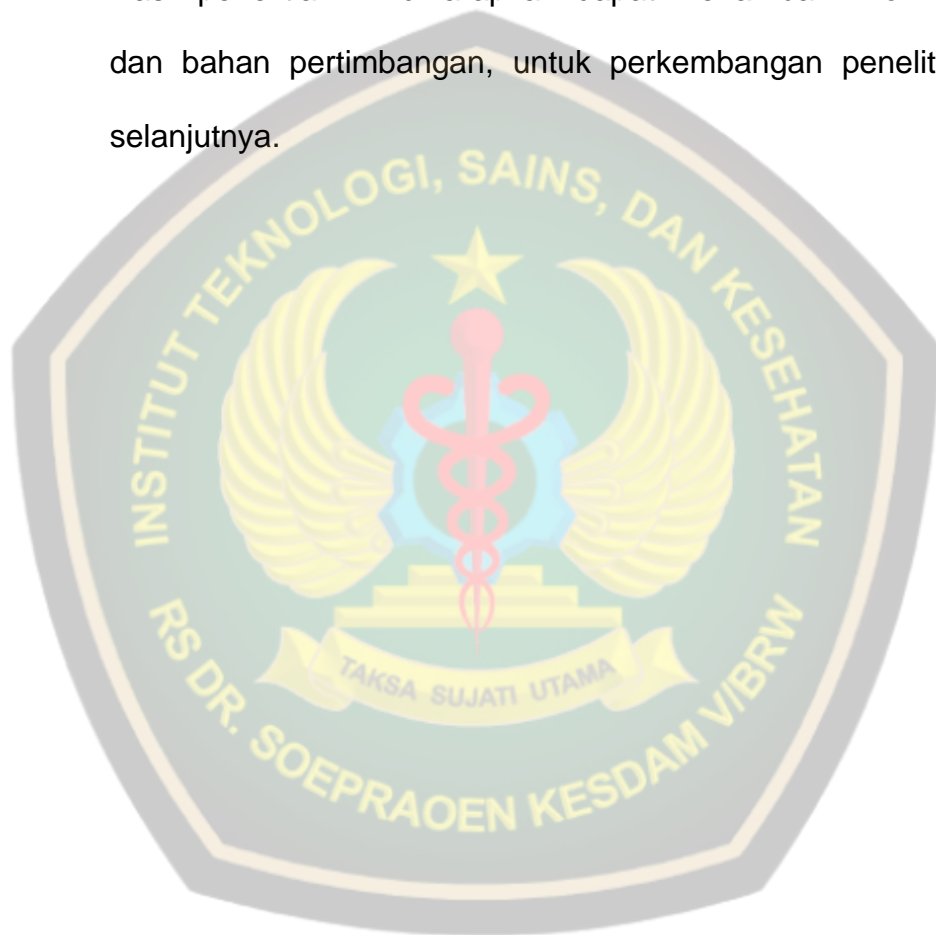 dan bahan pertimbangan, untuk perkembangan penelit
selanjutnya.
INSTITUT TEKNOLOGI, SAINS, DAN KESEHATAN
TAKSA SUJATI UTAMA
RS DR. SOEPRAOEN KESDAM V/BRW